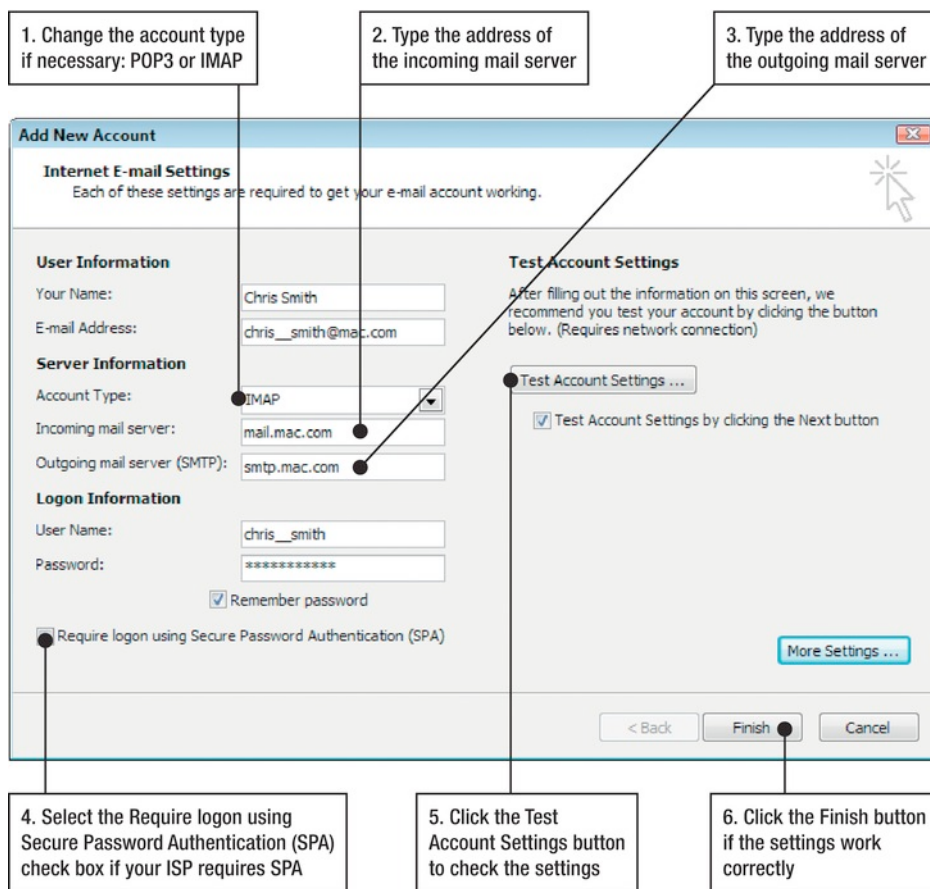 1. Change the account type
if necessary: POP3 or IMAP
2. Type the address of
the incoming mail server
3. Type the address of
the outgoing mail server
Add New Account
Internet E-mail Settings
Each of these settings are required to get your e-mail account working.
User Information
Your Name:
Chris Smith
E-mail Address:
chris__smith@mac.com
Server Information
Account Type:
IMAP
Incoming mail server:
mail.mac.com
Outgoing mail server (SMTP):
smtp.mac.com
Logon Information
User Name:
chris__smith
Password:
***********
Remember password
Require logon using Secure Password Authentication (SPA)
Test Account Settings
After filling out the information on this screen, we
recommend you test your account by clicking the button
below. (Requires network connection)
Test Account Settings ...
Test Account Settings by clicking the Next button
More Settings ...
< Back
Finish
Cancel
4. Select the Require logon using
Secure Password Authentication (SPA)
check box if your ISP requires SPA
5. Click the Test
Account Settings button
to check the settings
6. Click the Finish button
if the settings work
correctly